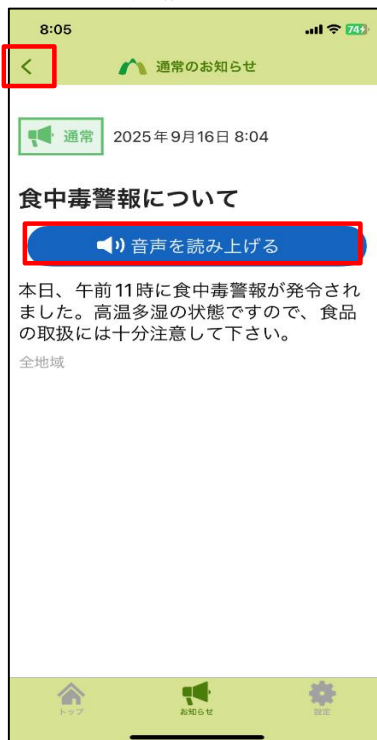 8:05
74
通常のお知らせ
通常 2025年9月16日 8:04
食中毒警報について
音声を読み上げる
本日、午前11時に食中毒警報が発令され
ました。高温多湿の状態ですので、食品
の取扱には十分注意して下さい。
全地域
トップ お知らせ 設定